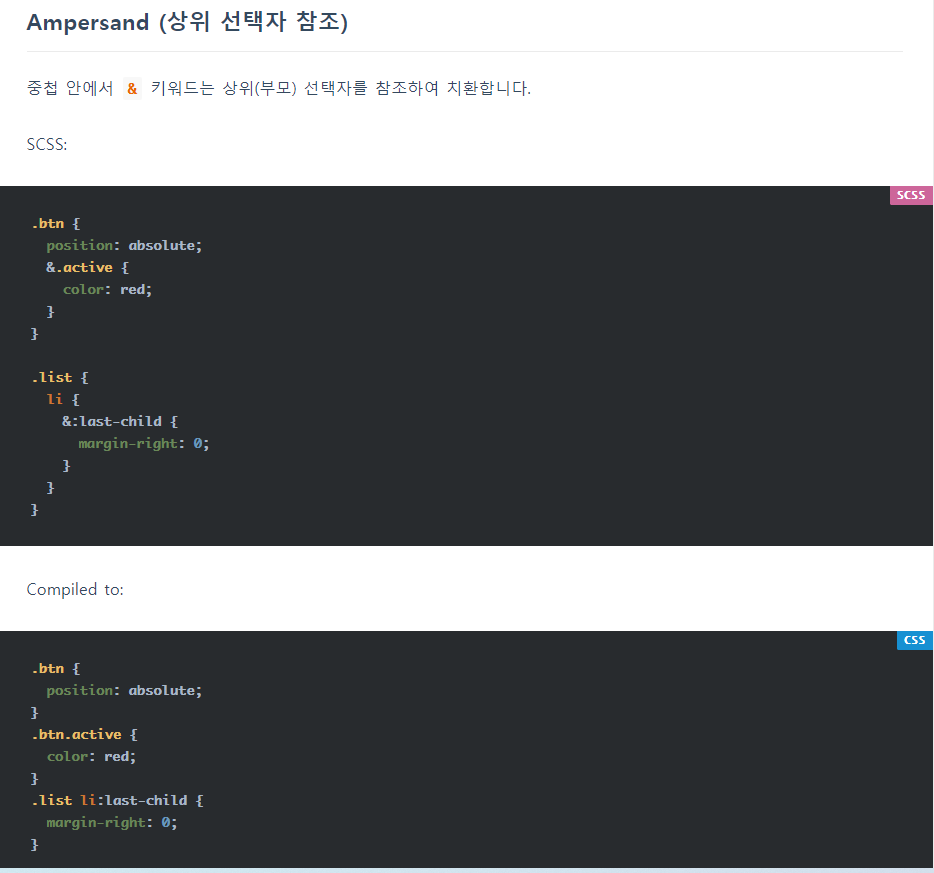 Ampersand (상위 선택자 참조)
중첩 안에서 & 키워드는 상위(부모) 선택자를 참조하여 치환합니다.
SCSS:
SCSS
.btn {
  position: absolute;
  &.active {
    color: red;
  }
}

.list {
  li {
    &:last-child {
      margin-right: 0;
    }
  }
}
Compiled to:
CSS
.btn {
  position: absolute;
}
.btn.active {
  color: red;
}
.list li:last-child {
  margin-right: 0;
}